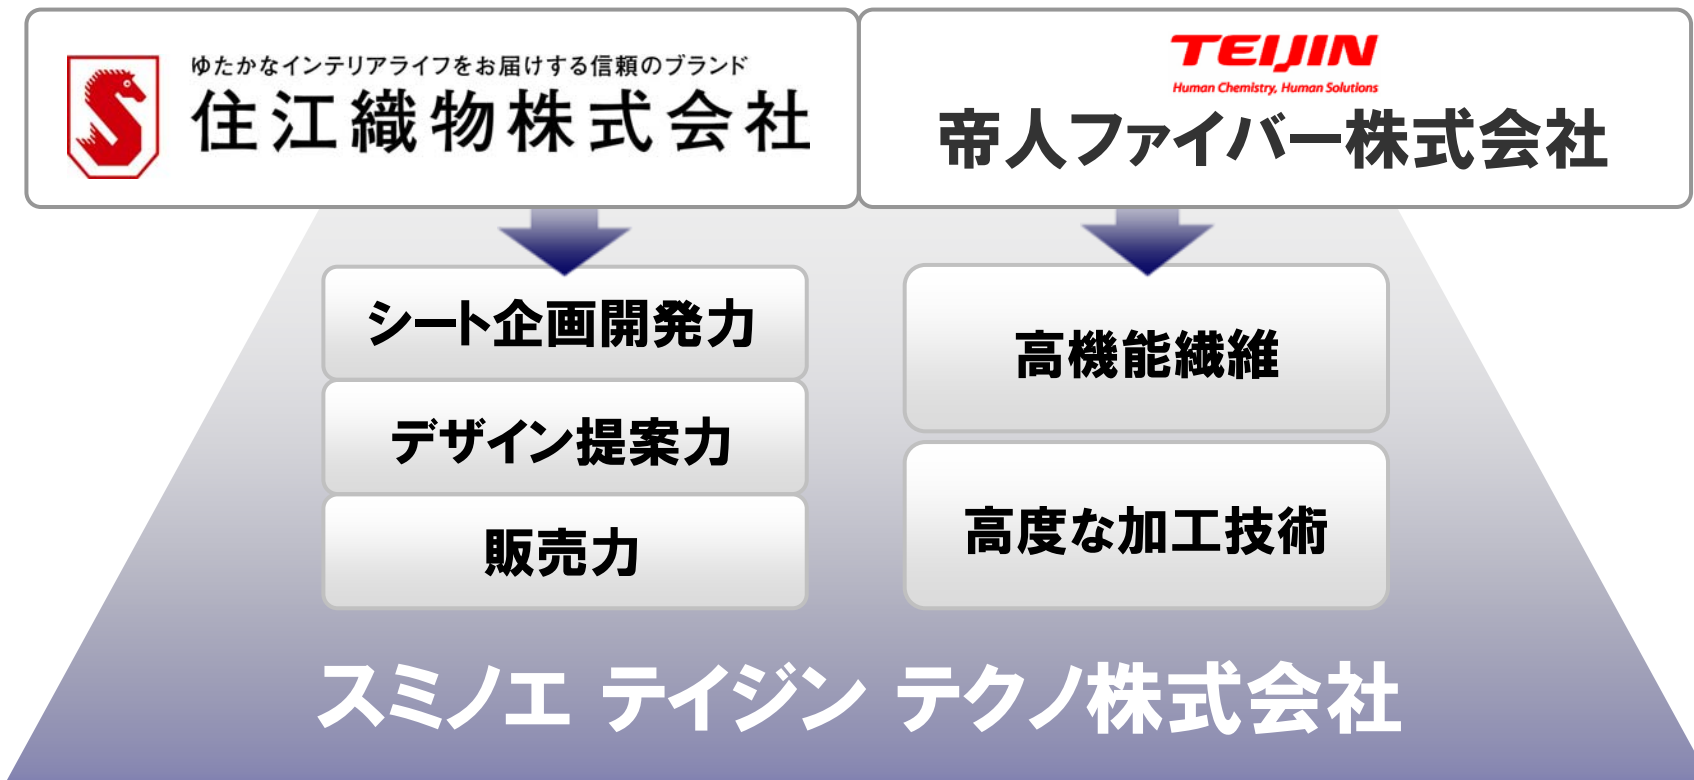 ゆたかなインテリアライフをお届けする信頼のブランド
住江織物株式会社
TEIJIN
Human Chemistry, Human Solutions
帝人ファイバー株式会社
シート企画開発力
デザイン提案力
販売力
高機能繊維
高度な加工技術
スミノエ テイジン テクノ株式会社